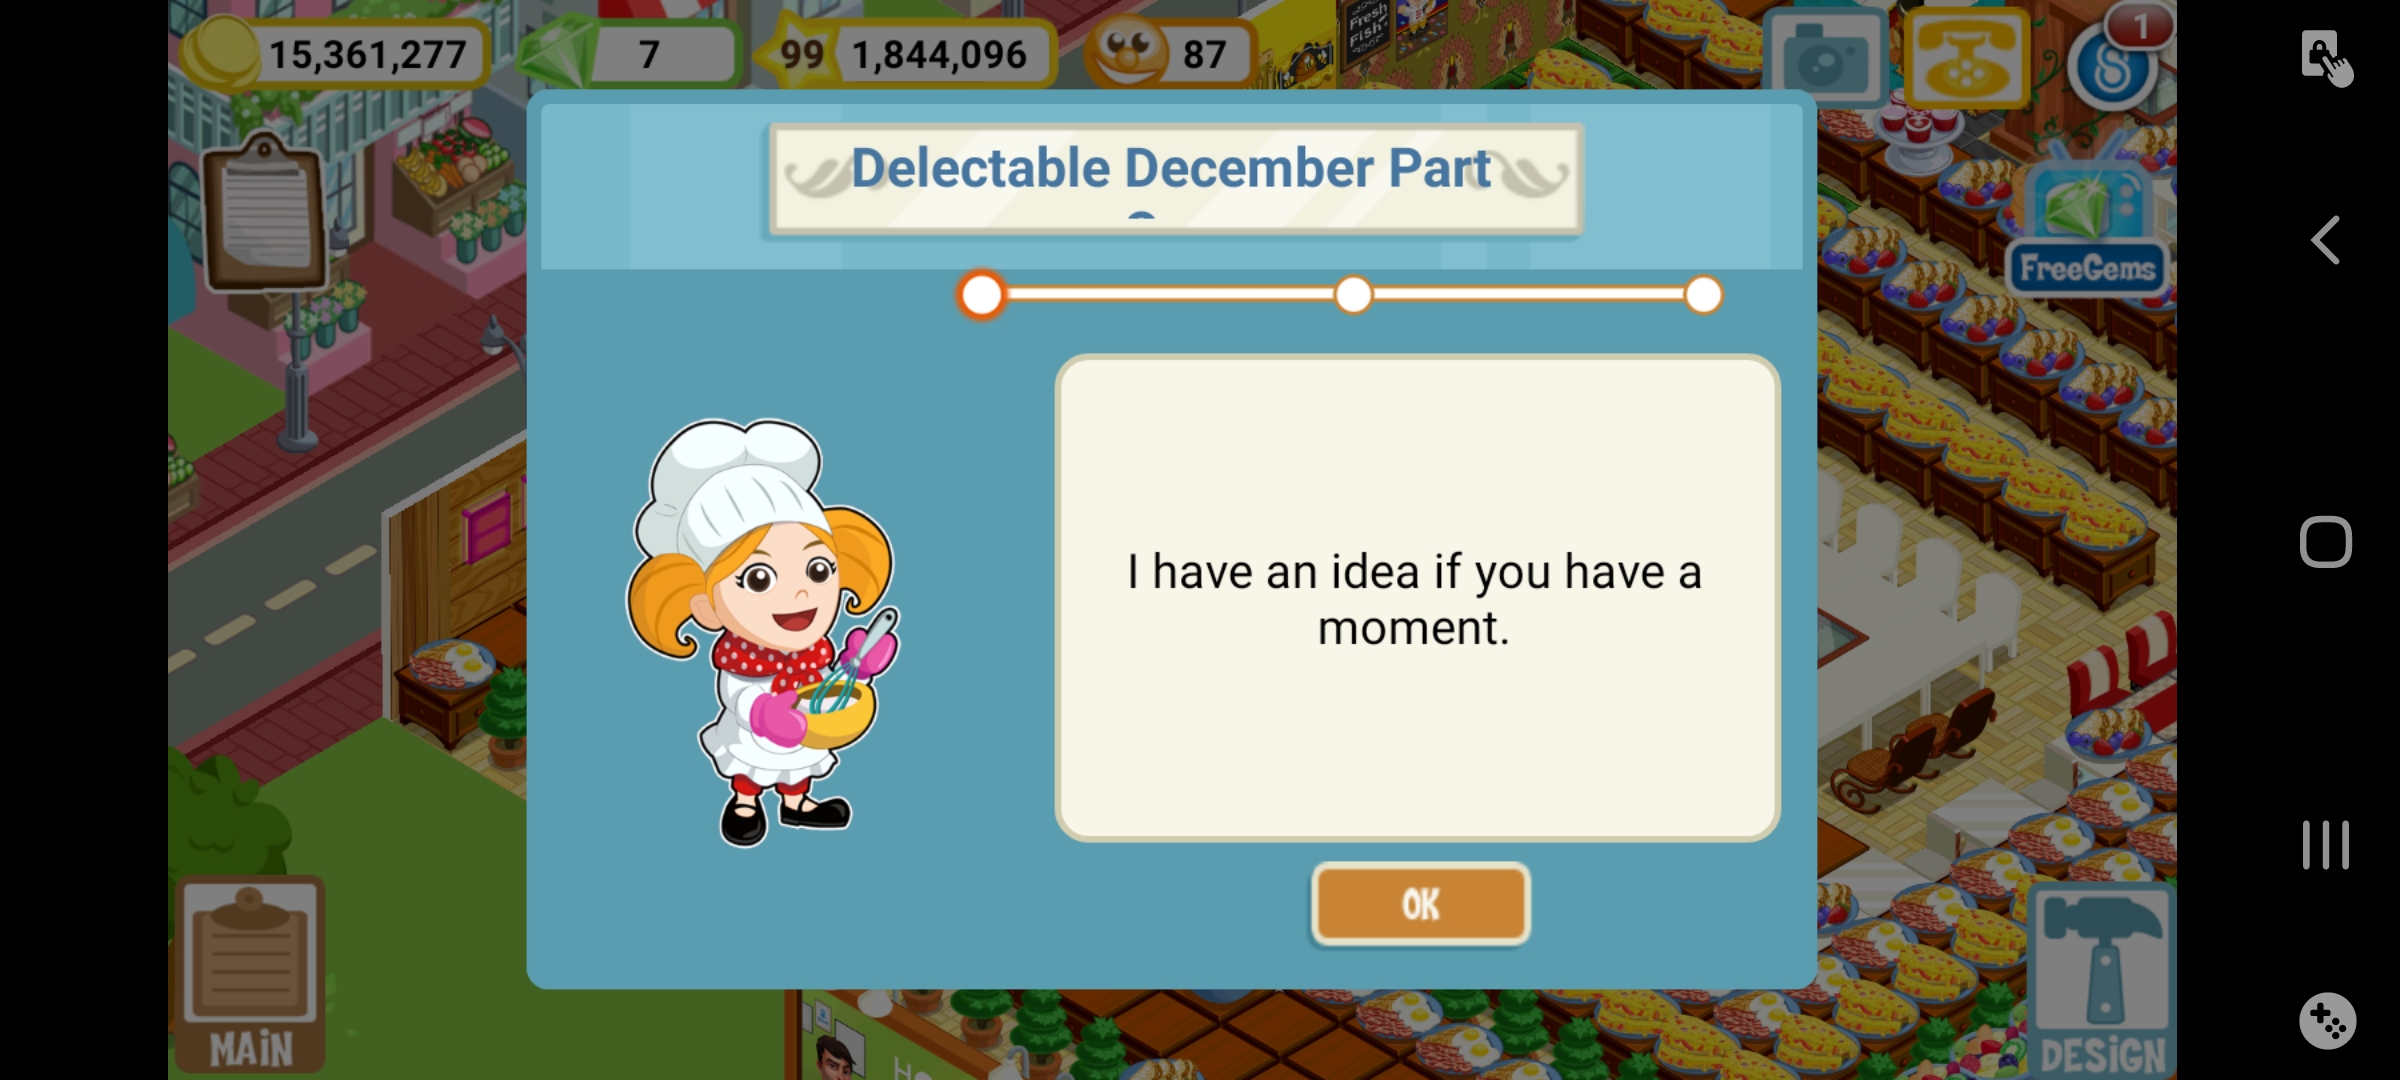 15,361,277
7
99
1,844,096
87
1
Fresh
Fish
Delectable December Part
FreeGems
I have an idea if you have a
moment.
OK
MAiN
DESiGN